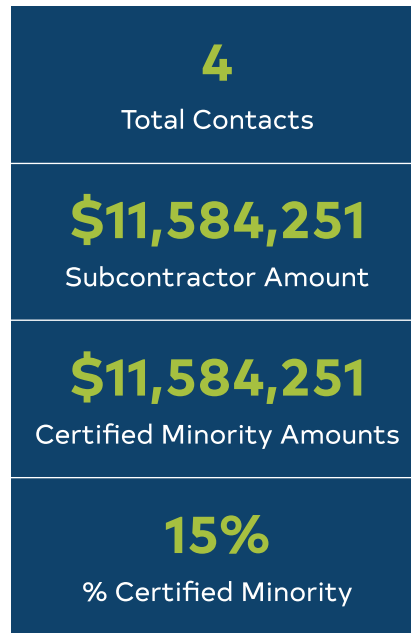 4
Total Contacts
$11,584,251
Subcontractor Amount
$11,584,251
Certified Minority Amounts
15%
% Certified Minority